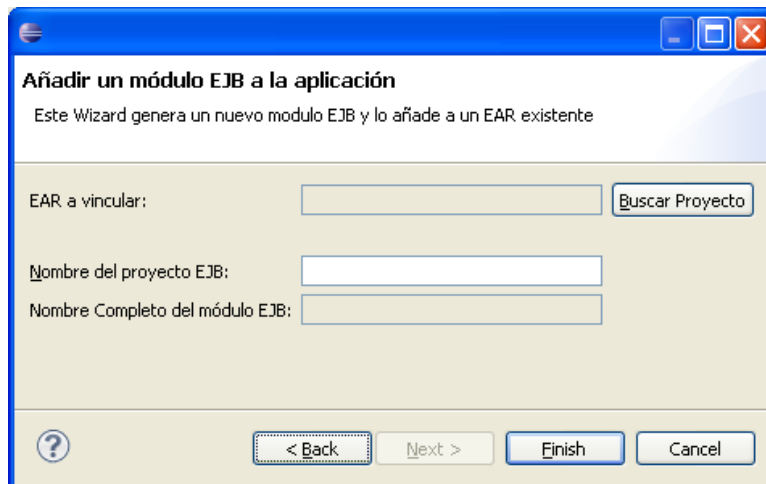 Añadir un módulo EJB a la aplicación
Este Wizard genera un nuevo modulo EJB y lo añade a un EAR existente
EAR a vincular:
Buscar Proyecto
Nombre del proyecto EJB:
Nombre Completo del módulo EJB:
?
< Back
Next >
Finish
Cancel